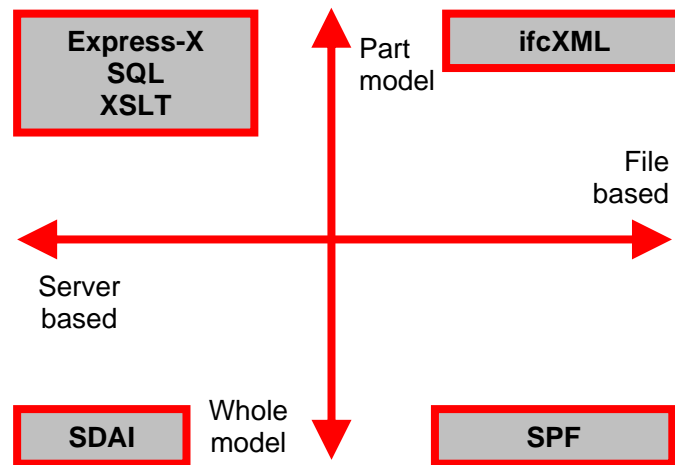 Express-X
SQL
XSLT
Part
model
ifcXML
File
based
Server
based
SDAI
Whole
model
SPF